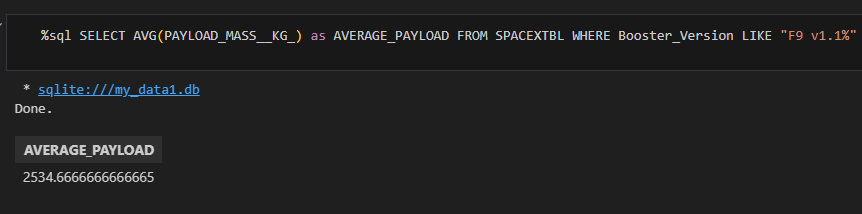 %sql SELECT AVG(PAYLOAD_MASS__KG_) as AVERAGE_PAYLOAD FROM SPACEXTBL WHERE Booster_Version LIKE "F9 v1.1%"
* sqlite:///my_data1.db
Done.
AVERAGE_PAYLOAD
2534.6666666666665